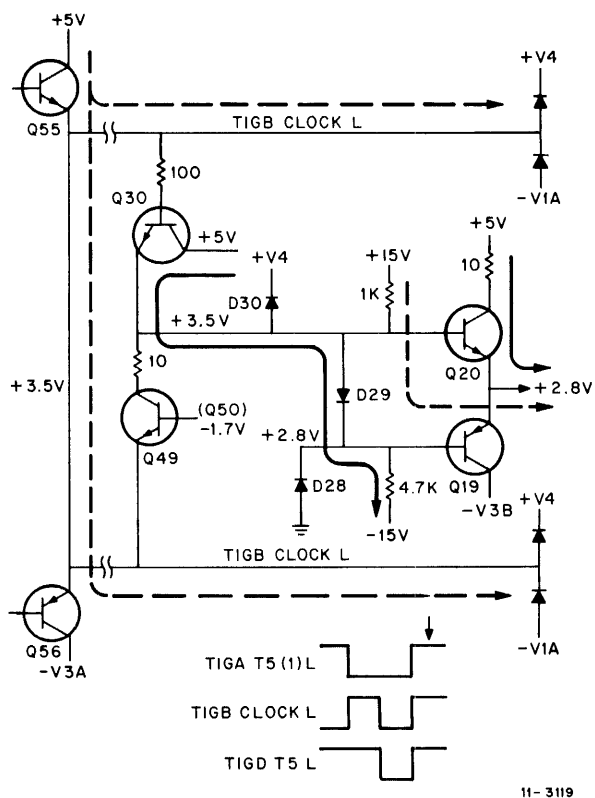 +5V
+V4
Q55
TIGB CLOCK L
100
-V1A
Q30
+5V
+5V
+V4
+15V
10
D30
1K
+3.5V
10
Q20
+3.5V
D29
+2.8V
(Q50)
-1.7V
+2.8V
Q49
D28
4.7K
Q19
-V3B
+V4
-15V
TIGB CLOCK L
Q56
-V3A
-V1A
TIGA T5(1)L
TIGB CLOCK L
TIGD T5 L
11-3119